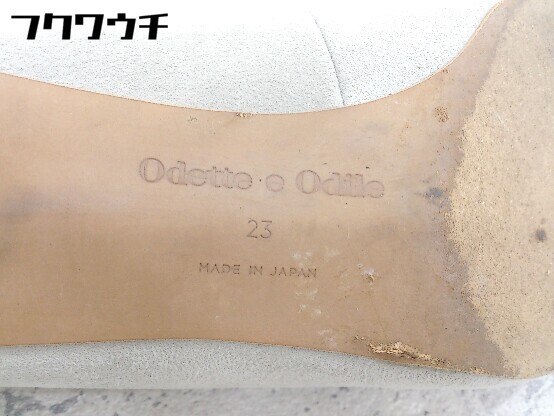 フクワウチ
Odette e Odile
23
MADE IN JAPAN